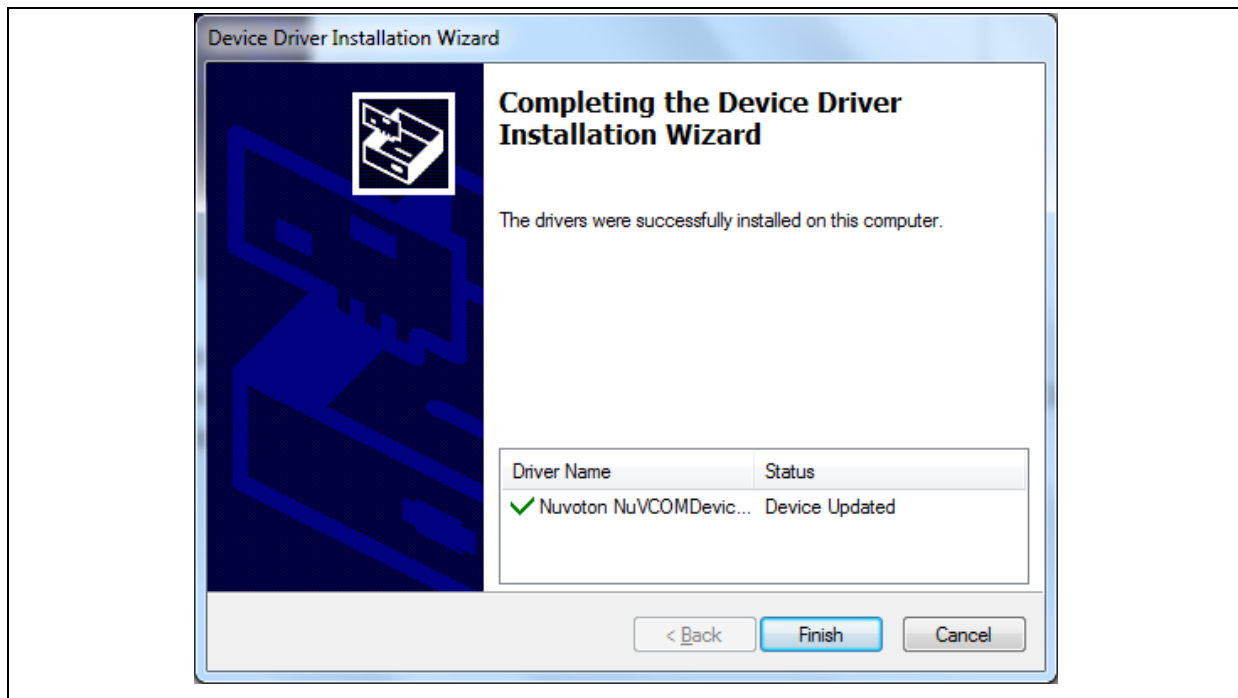 Device Driver Installation Wizard
Completing the Device Driver
Installation Wizard
The drivers were successfully installed on this computer.
Driver Name Status
Nuvoton NuVCOMDevic... Device Updated
< Back Finish Cancel